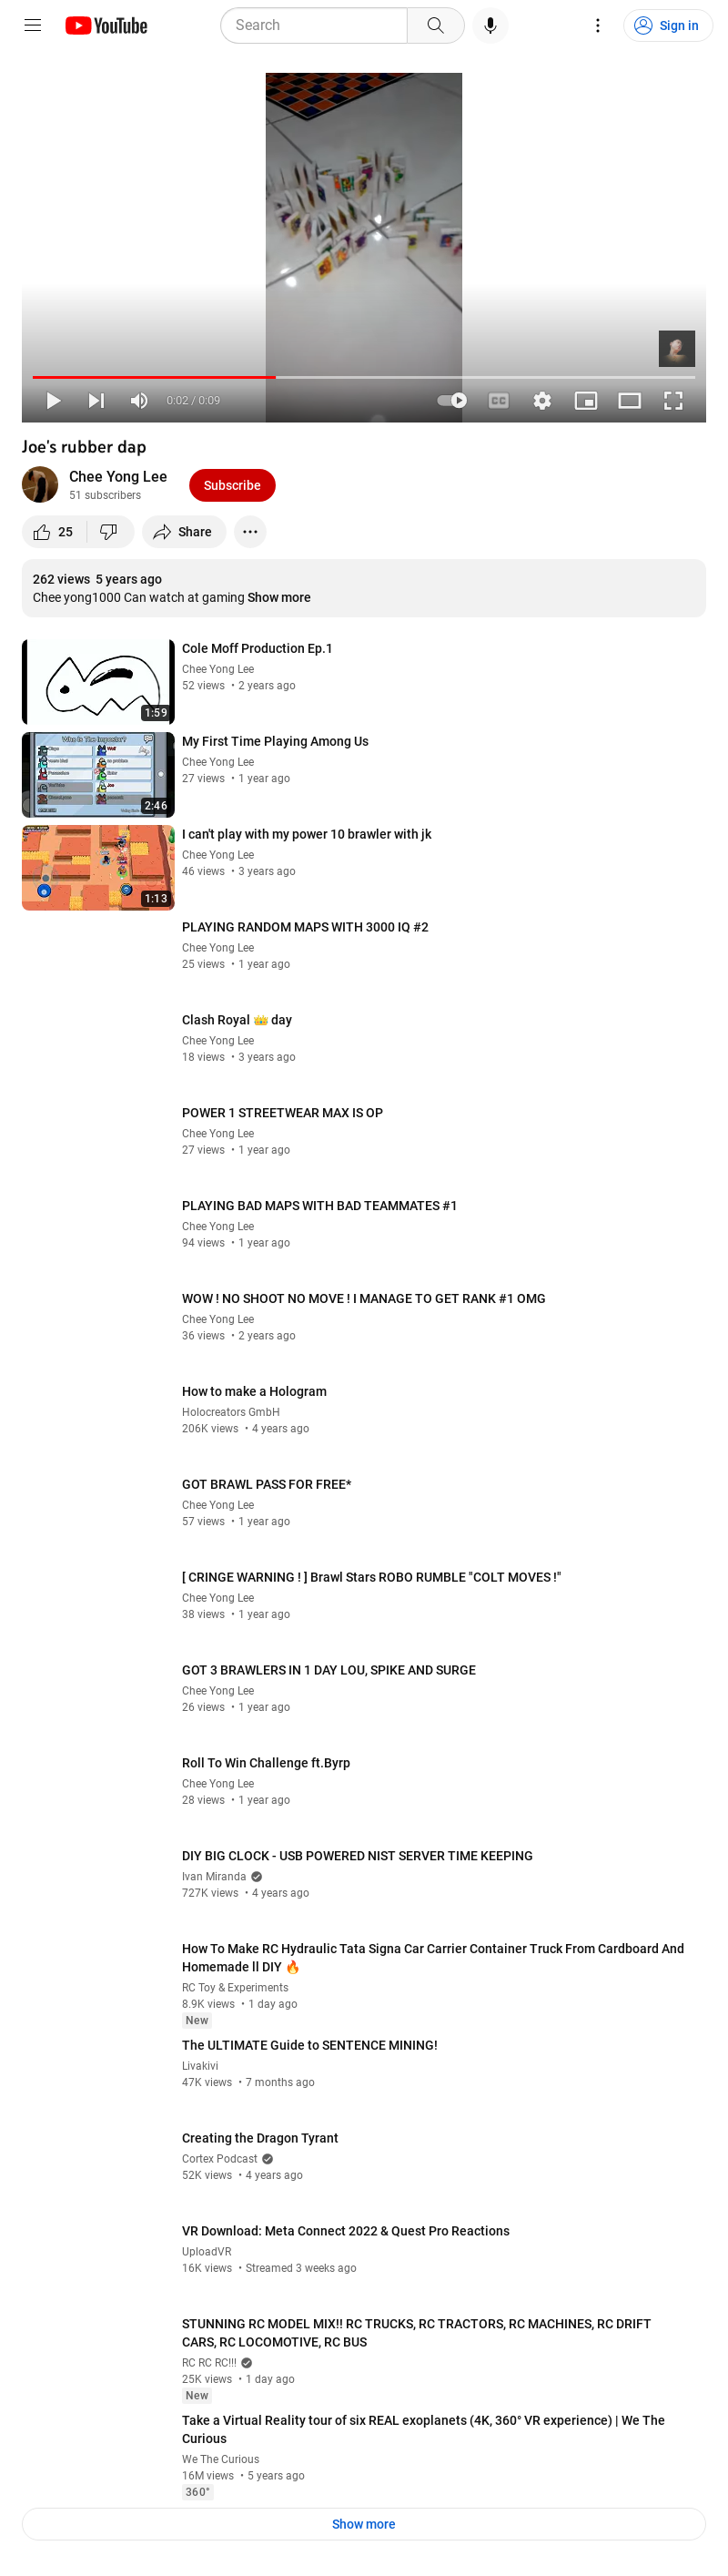 YouTube
Search
Sign in
0:02 / 0:09
CC
Joe's rubber dap
Chee Yong Lee
51 subscribers
Subscribe
25
Share
262 views 5 years ago
Chee yong1000 Can watch at gaming Show more
Cole Moff Production Ep.1
Chee Yong Lee
52 views • 2 years ago
1:59
My First Time Playing Among Us
Chee Yong Lee
27 views • 1 year ago
Who Is The Impostor?
2:46
I can't play with my power 10 brawler with jk
Chee Yong Lee
46 views • 3 years ago
1:13
PLAYING RANDOM MAPS WITH 3000 IQ #2
Chee Yong Lee
25 views • 1 year ago
Clash Royal 👑 day
Chee Yong Lee
18 views • 3 years ago
POWER 1 STREETWEAR MAX IS OP
Chee Yong Lee
27 views • 1 year ago
PLAYING BAD MAPS WITH BAD TEAMMATES #1
Chee Yong Lee
94 views • 1 year ago
WOW ! NO SHOOT NO MOVE ! I MANAGE TO GET RANK #1 OMG
Chee Yong Lee
36 views • 2 years ago
How to make a Hologram
Holocreators GmbH
206K views • 4 years ago
GOT BRAWL PASS FOR FREE*
Chee Yong Lee
57 views • 1 year ago
[ CRINGE WARNING ! ] Brawl Stars ROBO RUMBLE "COLT MOVES !"
Chee Yong Lee
38 views • 1 year ago
GOT 3 BRAWLERS IN 1 DAY LOU, SPIKE AND SURGE
Chee Yong Lee
26 views • 1 year ago
Roll To Win Challenge ft.Byrp
Chee Yong Lee
28 views • 1 year ago
DIY BIG CLOCK - USB POWERED NIST SERVER TIME KEEPING
Ivan Miranda
727K views • 4 years ago
How To Make RC Hydraulic Tata Signa Car Carrier Container Truck From Cardboard And
Homemade ll DIY 🔥
RC Toy & Experiments
8.9K views • 1 day ago
New
The ULTIMATE Guide to SENTENCE MINING!
Livakivi
47K views • 7 months ago
Creating the Dragon Tyrant
Cortex Podcast
52K views • 4 years ago
VR Download: Meta Connect 2022 & Quest Pro Reactions
UploadVR
16K views • Streamed 3 weeks ago
STUNNING RC MODEL MIX!! RC TRUCKS, RC TRACTORS, RC MACHINES, RC DRIFT
CARS, RC LOCOMOTIVE, RC BUS
RC RC RC!!!
25K views • 1 day ago
New
Take a Virtual Reality tour of six REAL exoplanets (4K, 360° VR experience) | We The
Curious
We The Curious
16M views • 5 years ago
360°
Show more